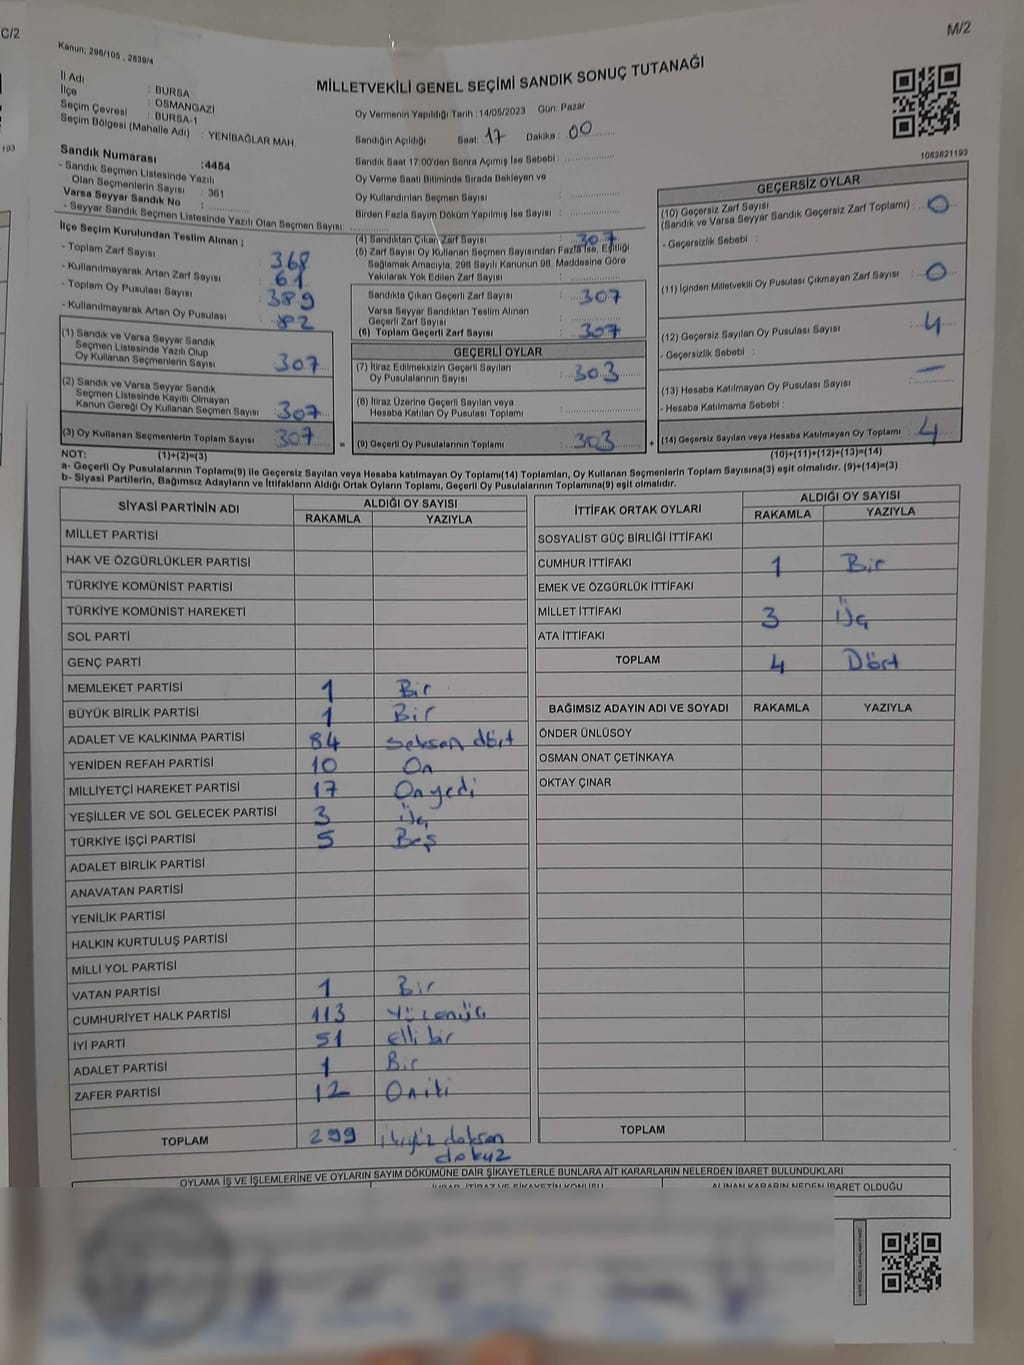 C/2
M/2
Kanun: 298/105 , 2839/4
MİLLETVEKİLİ GENEL SEÇİMİ SANDIK SONUÇ TUTANAĞI
İl Adı : BURSA
İlçe : OSMANGAZİ
Seçim Çevresi : BURSA-1
Seçim Bölgesi (Mahalle Adı) : YENİBAĞLAR MAH.
Sandık Numarası : 4454
- Sandık Seçmen Listesinde Yazılı
Olan Seçmenlerin Sayısı : 361
Varsa Seyyar Sandık No :
- Seyyar Sandık Seçmen Listesinde Yazılı Olan Seçmen Sayısı:
Oy Vermenin Yapıldığı Tarih : 14/05/2023 Gün: Pazar
Sandığın Açıldığı Saat: 17 Dakika : 00
Sandık Saat 17:00'den Sonra Açımış İse Sebebi :
Oy Verme Saati Bitiminde Sırada Bekleyen ve
Oy Kullandırılan Seçmen Sayısı :
Birden Fazla Sayım Döküm Yapılmış İse Sayısı :
1083621193
193
İlçe Seçim Kurulundan Teslim Alınan ;
- Toplam Zarf Sayısı : 368
- Kullanılmayarak Artan Zarf Sayısı : 61
- Toplam Oy Pusulası Sayısı : 389
- Kullanılmayarak Artan Oy Pusulası : 82
(1) Sandık ve Varsa Seyyar Sandık
Seçmen Listesinde Yazılı Olup
Oy Kullanan Seçmenlerin Sayısı : 307
(2) Sandık ve Varsa Seyyar Sandık
Seçmen Listesinde Kayıtlı Olmayan
Kanun Gereği Oy Kullanan Seçmen Sayısı : 307
(3) Oy Kullanan Seçmenlerin Toplam Sayısı : 307
(4) Sandıktan Çıkan Zarf Sayısı : 307
(5) Zarf Sayısı Oy Kullanan Seçmen Sayısından Fazla İse, Eşitliği
Sağlamak Amacıyla, 298 Sayılı Kanunun 98. Maddesine Göre
Yakılarak Yok Edilen Zarf Sayısı :
Sandıkta Çıkan Geçerli Zarf Sayısı : 307
Varsa Seyyar Sandıktan Teslim Alınan
Geçerli Zarf Sayısı :
(6) Toplam Geçerli Zarf Sayısı : 307
GEÇERLİ OYLAR
(7) İtiraz Edilmeksizin Geçerli Sayılan
Oy Pusulalarının Sayısı : 303
(8) İtiraz Üzerine Geçerli Sayılan veya
Hesaba Katılan Oy Pusulası Toplamı :
= (9) Geçerli Oy Pusulalarının Toplamı : 303 +
GEÇERSİZ OYLAR
(10) Geçersiz Zarf Sayısı
(Sandık ve Varsa Seyyar Sandık Geçersiz Zarf Toplamı) : 0
- Geçersizlik Sebebi :
(11) İçinden Milletvekili Oy Pusulası Çıkmayan Zarf Sayısı : 0
(12) Geçersiz Sayılan Oy Pusulası Sayısı : 4
- Geçersizlik Sebebi :
(13) Hesaba Katılmayan Oy Pusulası Sayısı : —
- Hesaba Katılmama Sebebi :
(14) Geçersiz Sayılan veya Hesaba Katılmayan Oy Toplamı : 4
NOT: (1)+(2)=(3) (10)+(11)+(12)+(13)=(14)
a- Geçerli Oy Pusulalarının Toplamı(9) ile Geçersiz Sayılan veya Hesaba katılmayan Oy Toplamı(14) Toplamları, Oy Kullanan Seçmenlerin Toplam Sayısına(3) eşit olmalıdır. (9)+(14)=(3)
b- Siyasi Partilerin, Bağımsız Adayların ve İttifakların Aldığı Ortak Oyların Toplamı, Geçerli Oy Pusulalarının Toplamına(9) eşit olmalıdır.
SİYASİ PARTİNİN ADI ALDIĞI OY SAYISI
RAKAMLA YAZIYLA
MİLLET PARTİSİ
HAK VE ÖZGÜRLÜKLER PARTİSİ
TÜRKİYE KOMÜNİST PARTİSİ
TÜRKİYE KOMÜNİST HAREKETİ
SOL PARTİ
GENÇ PARTİ
MEMLEKET PARTİSİ 1 Bir
BÜYÜK BİRLİK PARTİSİ 1 Bir
ADALET VE KALKINMA PARTİSİ 84 Seksen dört
YENİDEN REFAH PARTİSİ 10 On
MİLLİYETÇİ HAREKET PARTİSİ 17 Onyedi
YEŞİLLER VE SOL GELECEK PARTİSİ 3 Üç
TÜRKİYE İŞÇİ PARTİSİ 5 Beş
ADALET BİRLİK PARTİSİ
ANAVATAN PARTİSİ
YENİLİK PARTİSİ
HALKIN KURTULUŞ PARTİSİ
MİLLİ YOL PARTİSİ
VATAN PARTİSİ 1 Bir
CUMHURİYET HALK PARTİSİ 113 Yüzonüç
İYİ PARTİ 51 Elli bir
ADALET PARTİSİ 1 Bir
ZAFER PARTİSİ 12 Oniki
TOPLAM 299 ikiyüz doksan
dokuz
İTTİFAK ORTAK OYLARI ALDIĞI OY SAYISI
RAKAMLA YAZIYLA
SOSYALİST GÜÇ BİRLİĞİ İTTİFAKI
CUMHUR İTTİFAKI 1 Bir
EMEK VE ÖZGÜRLÜK İTTİFAKI
MİLLET İTTİFAKI 3 Üç
ATA İTTİFAKI
TOPLAM 4 Dört
BAĞIMSIZ ADAYIN ADI VE SOYADI RAKAMLA YAZIYLA
ÖNDER ÜNLÜSOY
OSMAN ONAT ÇETİNKAYA
OKTAY ÇINAR
TOPLAM
OYLAMA İŞ VE İŞLEMLERİNE VE OYLARIN SAYIM DÖKÜMÜNE DAİR ŞİKAYETLERLE BUNLARA AİT KARARLARIN NELERDEN İBARET BULUNDUKLARI
İHBAR, İTİRAZ VE ŞİKAYETİN KONUSU ALINAN KARARIN NEDEN İBARET OLDUĞU